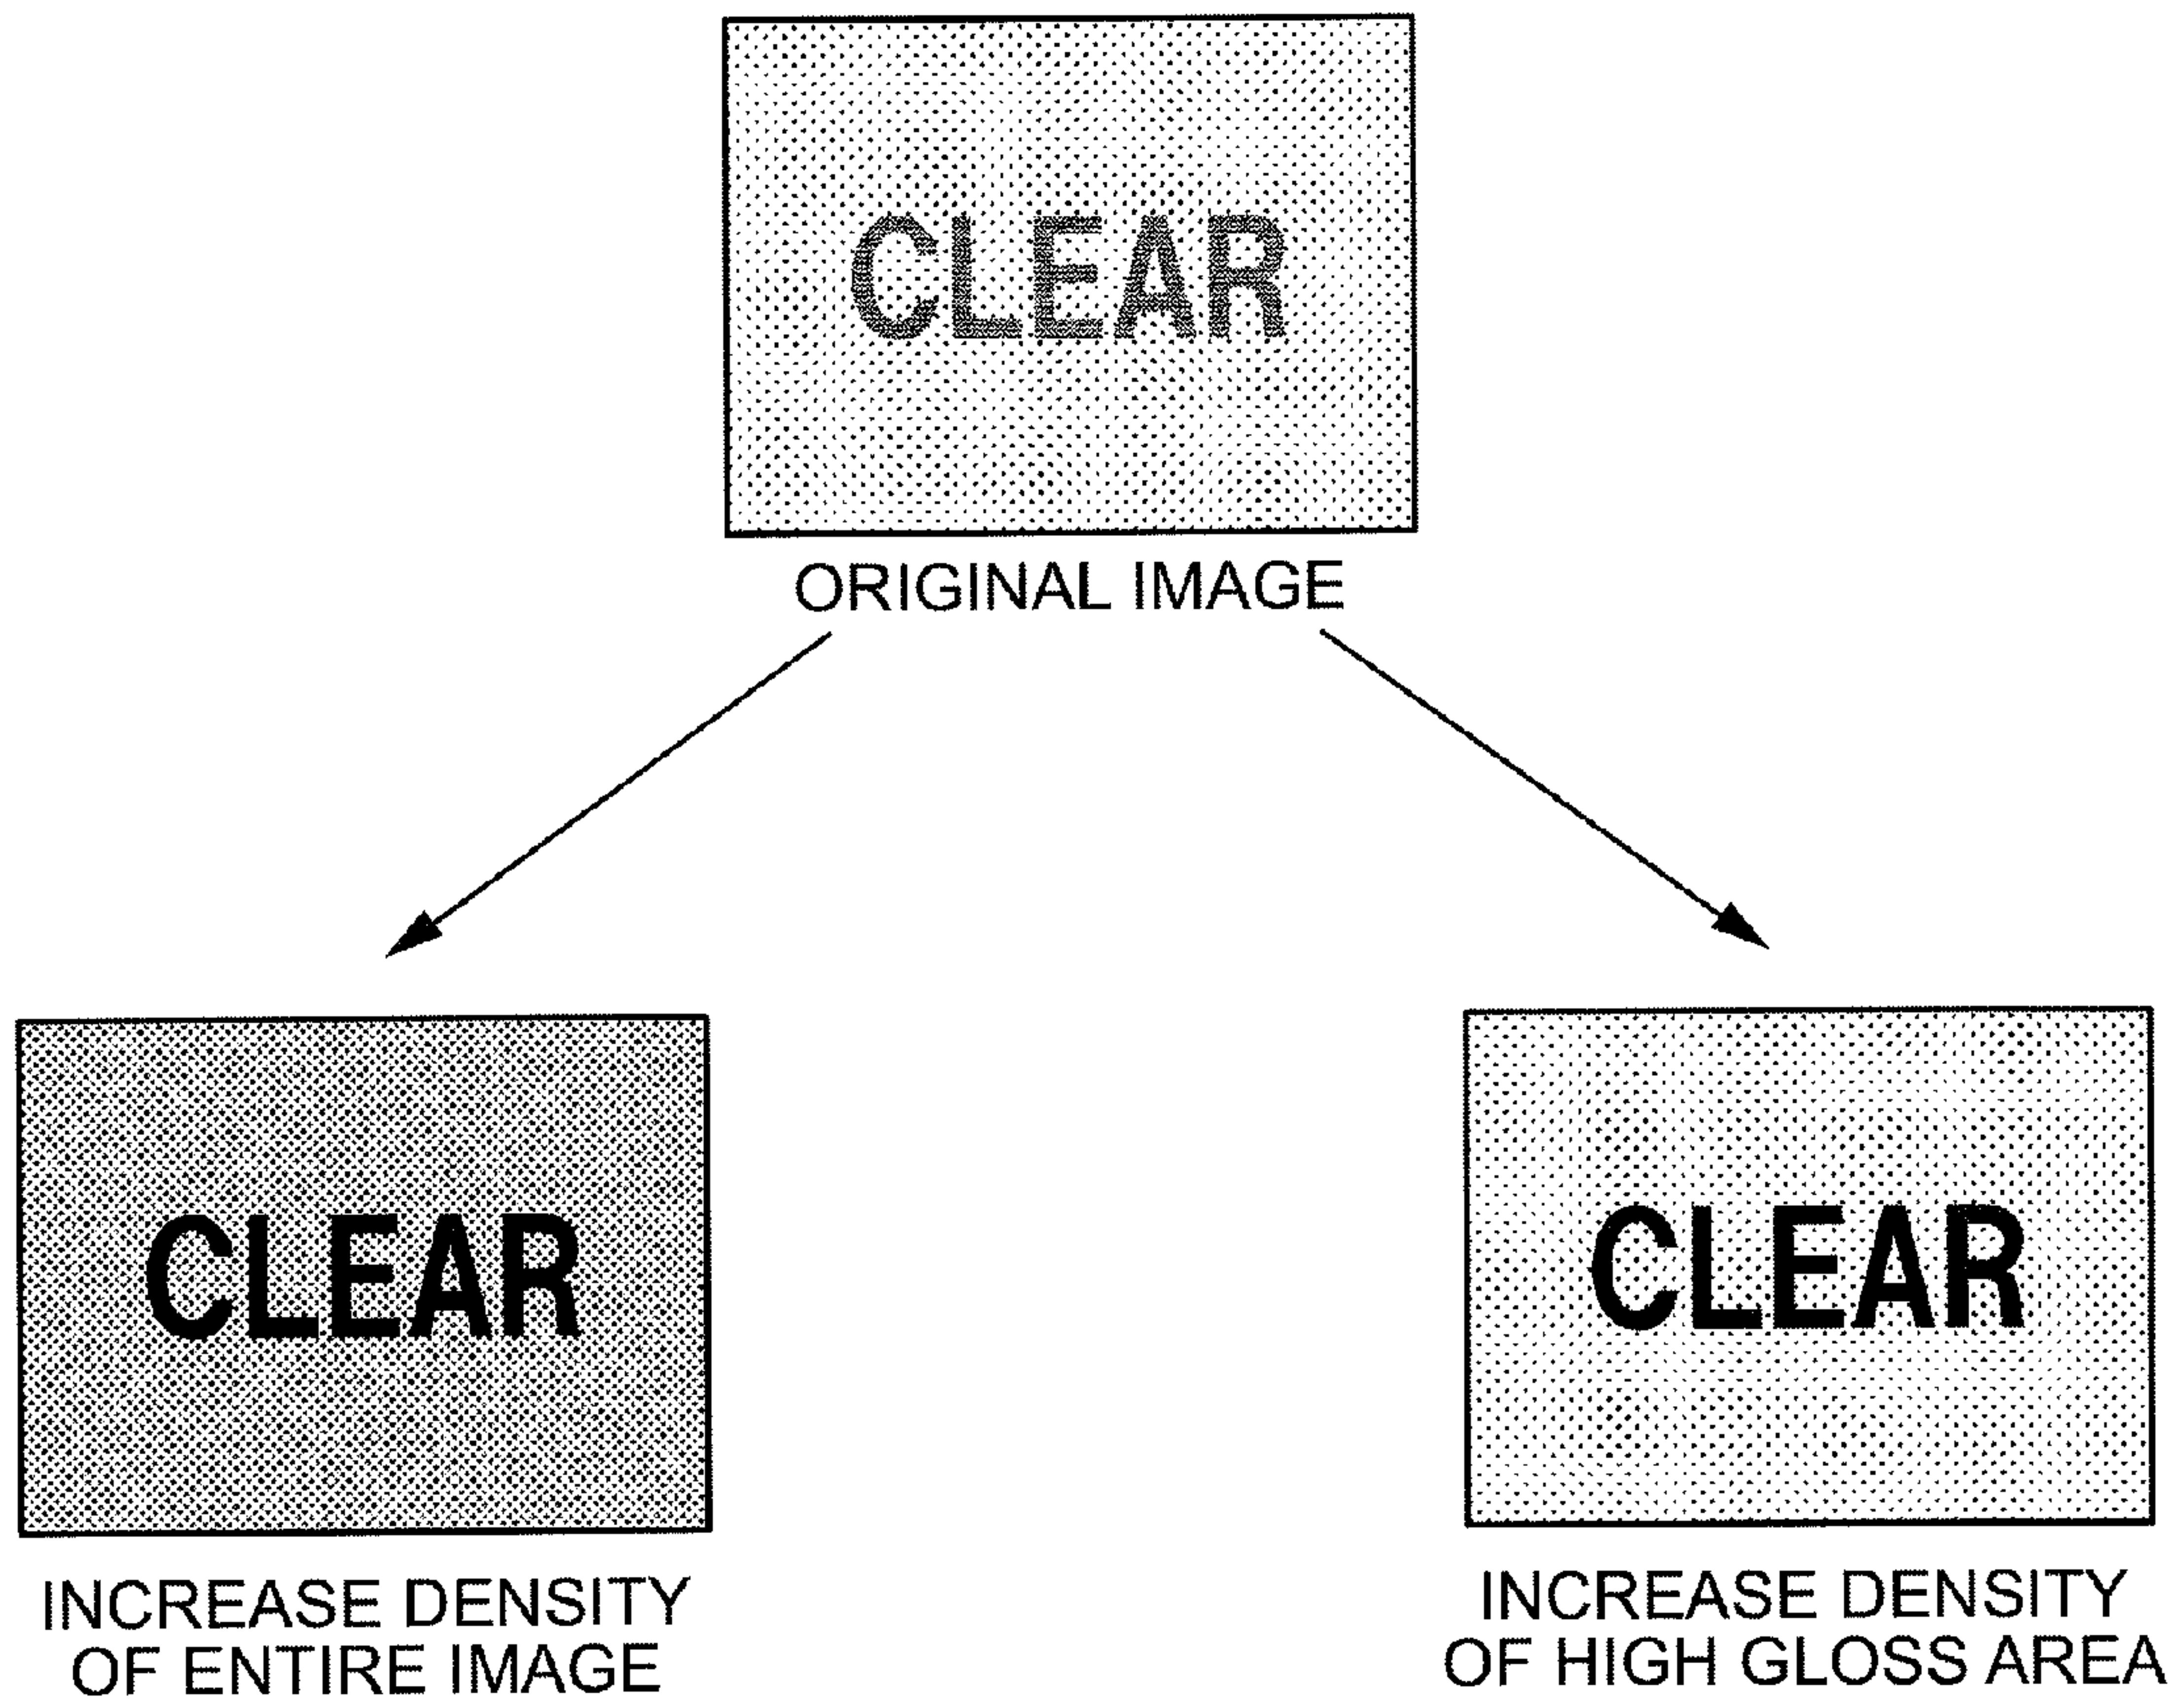 CLEAR
ORIGINAL IMAGE
CLEAR
INCREASE DENSITY
OF ENTIRE IMAGE
CLEAR
INCREASE DENSITY
OF HIGH GLOSS AREA